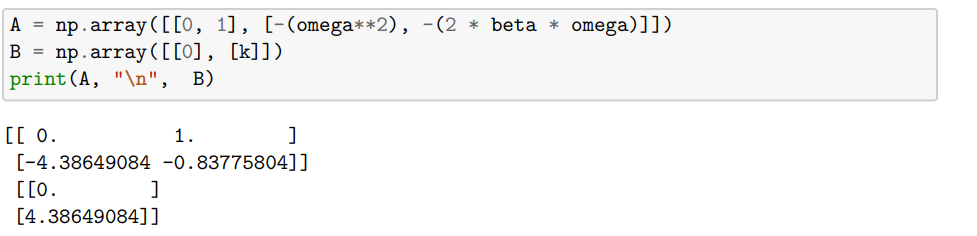 A = np.array([[0, 1], [-(omega**2), -(2 * beta * omega)]])
B = np.array([[0], [k]])
print(A, "\n",  B)
[[ 0.          1.        ]
 [-4.38649084 -0.83775804]]
 [[0.        ]
 [4.38649084]]